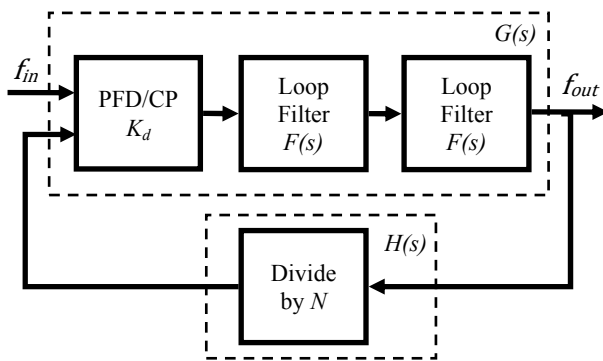 G(s)
f_in
PFD/CP
K_d
Loop
Filter
F(s)
Loop
Filter
F(s)
f_out
Divide
by N
H(s)